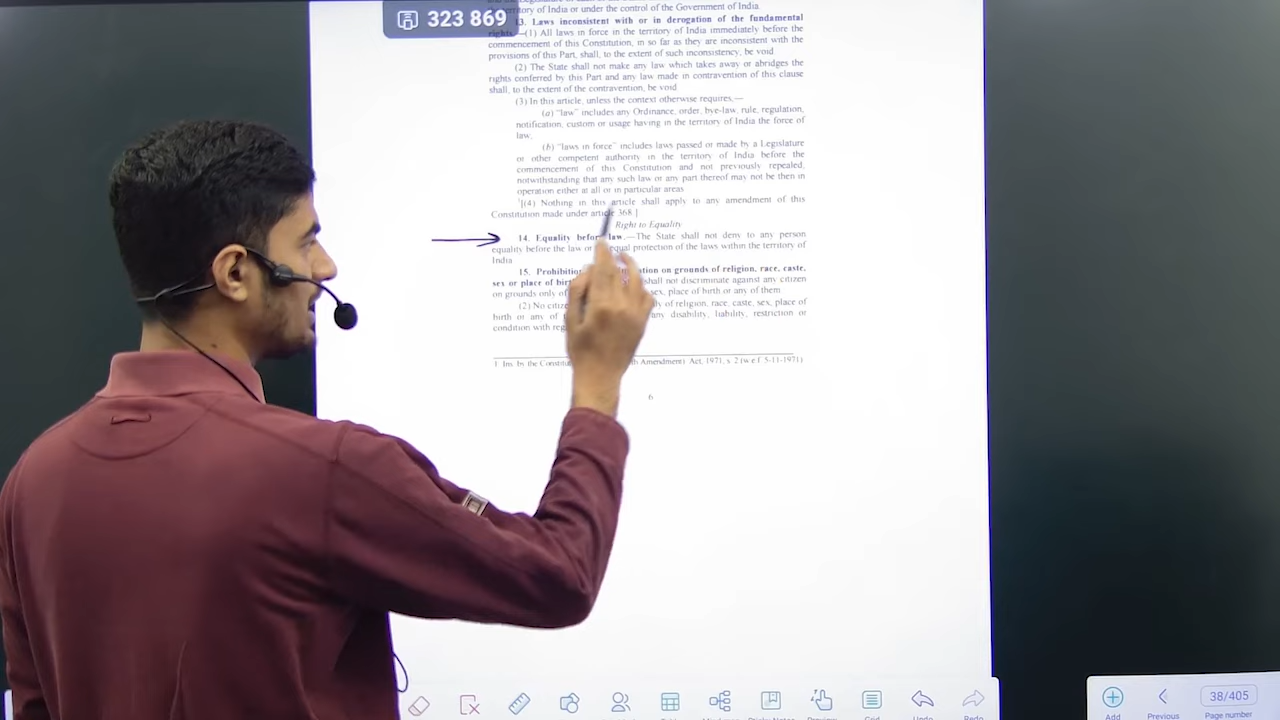 323 869
territory of India or under the control of the Government of India.
13. Laws inconsistent with or in derogation of the fundamental
rights.—(1) All laws in force in the territory of India immediately before the
commencement of this Constitution, in so far as they are inconsistent with the
provisions of this Part, shall, to the extent of such inconsistency, be void.
(2) The State shall not make any law which takes away or abridges the
rights conferred by this Part and any law made in contravention of this clause
shall, to the extent of the contravention, be void.
(3) In this article, unless the context otherwise requires,—
(a) "law" includes any Ordinance, order, bye-law, rule, regulation,
notification, custom or usage having in the territory of India the force of
law;
(b) "laws in force" includes laws passed or made by a Legislature
or other competent authority in the territory of India before the
commencement of this Constitution and not previously repealed,
notwithstanding that any such law or any part thereof may not be then in
operation either at all or in particular areas.
1[(4) Nothing in this article shall apply to any amendment of this
Constitution made under article 368.]
Right to Equality
14. Equality before law.—The State shall not deny to any person
equality before the law or equal protection of the laws within the territory of
India.
15. Prohibition on grounds of religion, race, caste,
sex or place of birt shall not discriminate against any citizen
on grounds only of sex, place of birth or any of them.
(2) No citize of religion, race, caste, sex, place of
birth or any of any disability, liability, restriction or
condition with reg
1. Ins. by the Constitu Amendment) Act, 1971, s. 2 (w.e.f. 5-11-1971)
6
Undo
Redo
Add
Previous
38/405
Page number